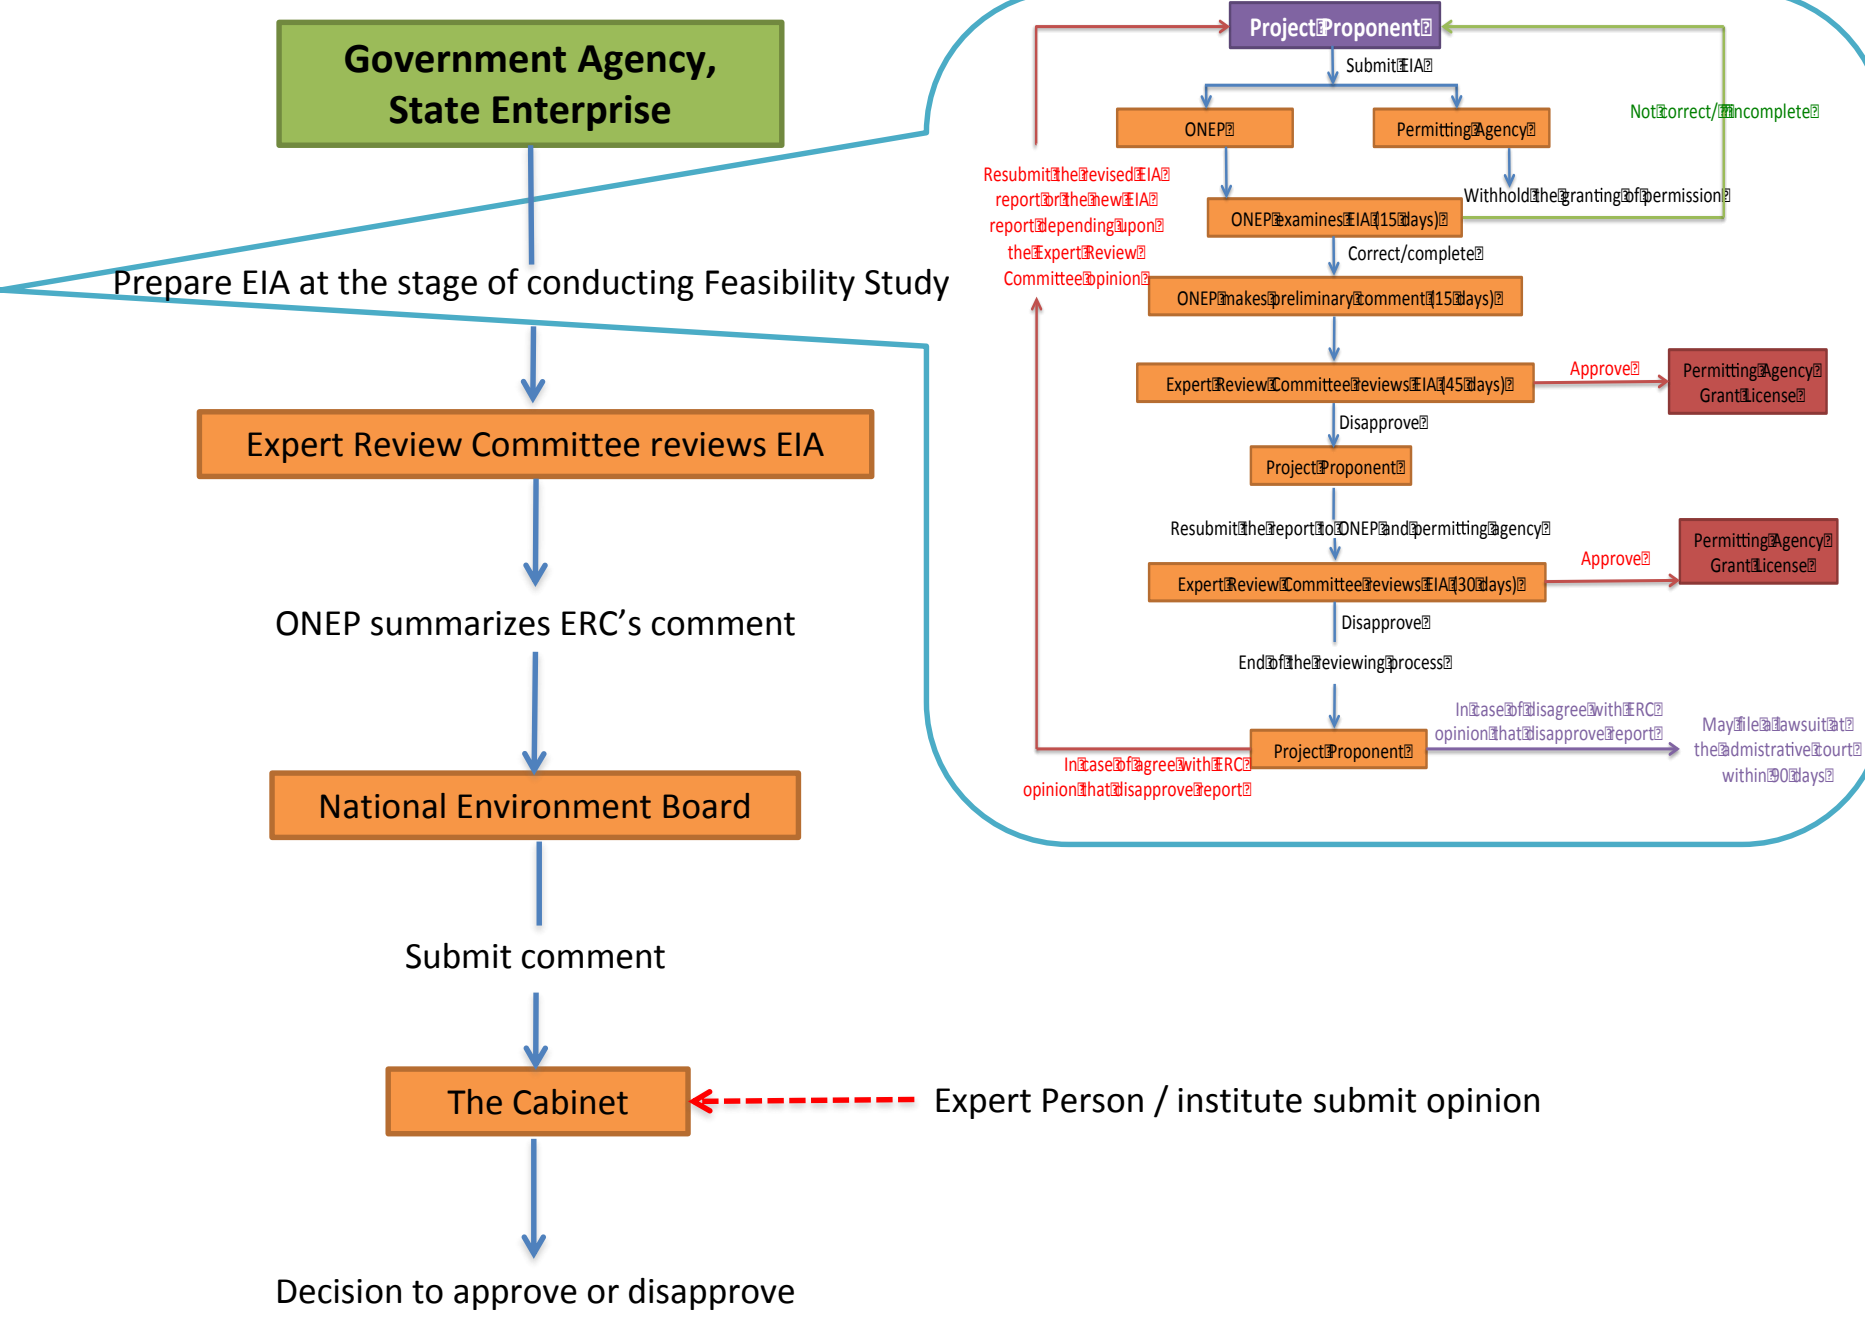 Government Agency,
State Enterprise
Prepare EIA at the stage of conducting Feasibility Study
Expert Review Committee reviews EIA
ONEP summarizes ERC's comment
National Environment Board
Submit comment
The Cabinet
Expert Person / institute submit opinion
Decision to approve or disapprove
Project Proponent
Submit EIA
ONEP
Permitting Agency
Not correct/ incomplete
Withhold the granting of permission
ONEP examines EIA (15 days)
Correct/complete
Resubmit the revised EIA
report or the new EIA
report depending upon
the Expert Review
Committee opinion
ONEP makes preliminary comment (15 days)
Expert Review Committee reviews EIA (45 days)
Approve
Permitting Agency
Grant License
Disapprove
Project Proponent
Resubmit the report to ONEP and permitting agency
Expert Review Committee reviews EIA (30 days)
Approve
Permitting Agency
Grant License
Disapprove
End of the reviewing process
Project Proponent
In case of disagree with ERC
opinion that disapprove report
May file a lawsuit at
the admistrative court
within 90 days
In case of agree with ERC
opinion that disapprove report